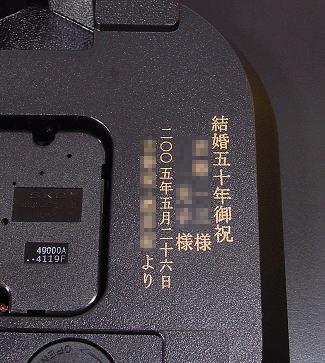 結婚五十年御祝
様
様
二〇〇五年五月二十六日
より
49000A
..4119F
OPEN